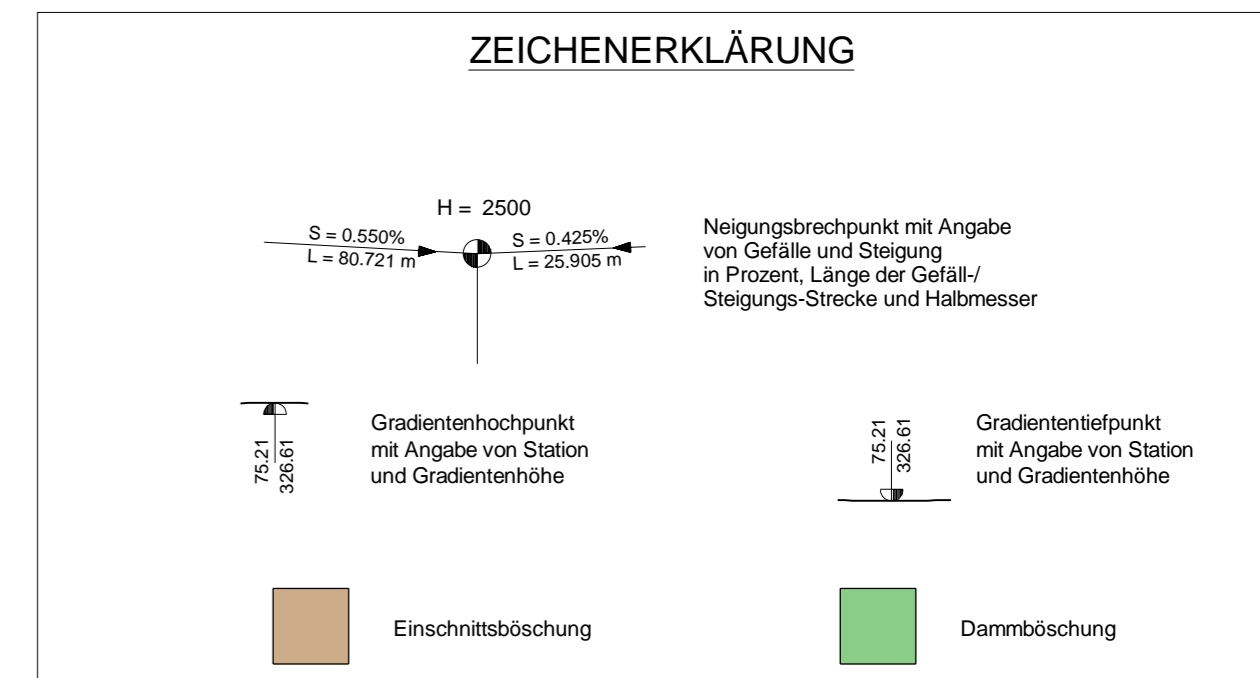 ZEICHENERKLÄRUNG
H = 2500
S = 0.550%
L = 80.721 m
S = 0.425%
L = 25.905 m
Neigungsbrechpunkt mit Angabe
von Gefälle und Steigung
in Prozent, Länge der Gefäll-/
Steigungs-Strecke und Halbmesser
75.21
326.61
Gradientenhochpunkt
mit Angabe von Station
und Gradientenhöhe
75.21
326.61
Gradiententiefpunkt
mit Angabe von Station
und Gradientenhöhe
Einschnittsböschung
Dammböschung